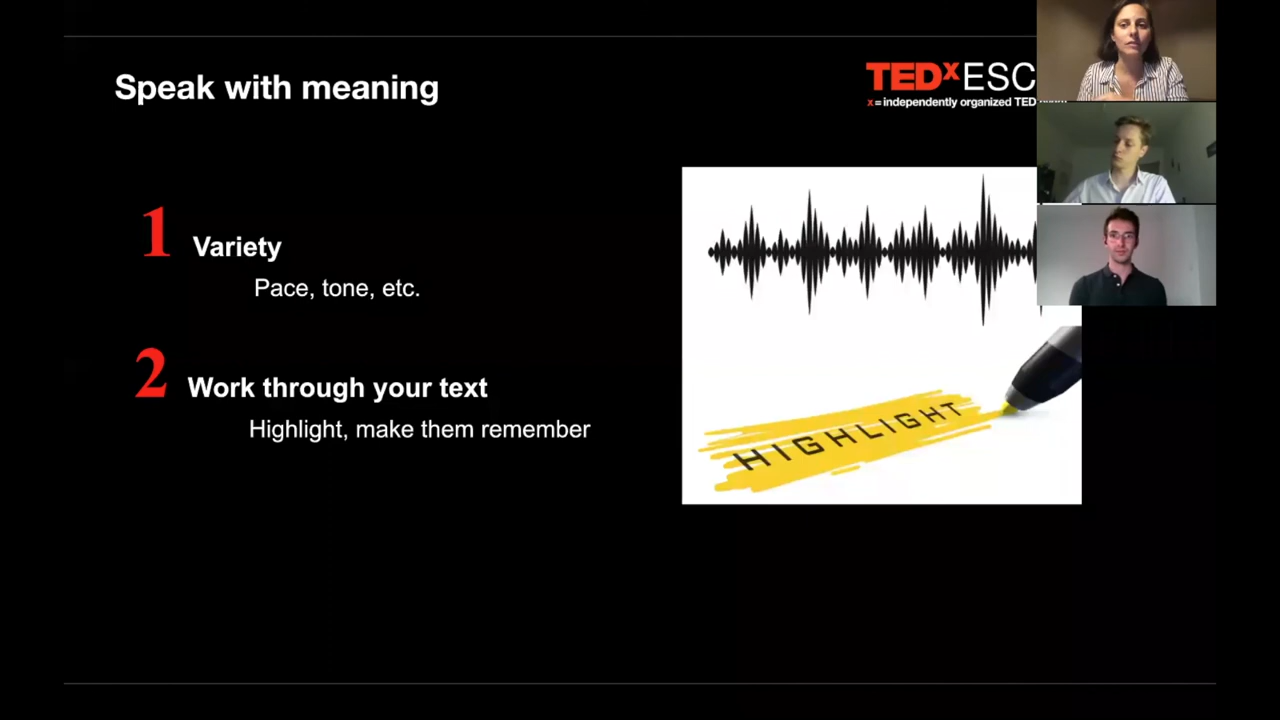 Speak with meaning
TEDxESC
x = independently organized TED
1 Variety
Pace, tone, etc.
2 Work through your text
Highlight, make them remember
HIGHLIGHT